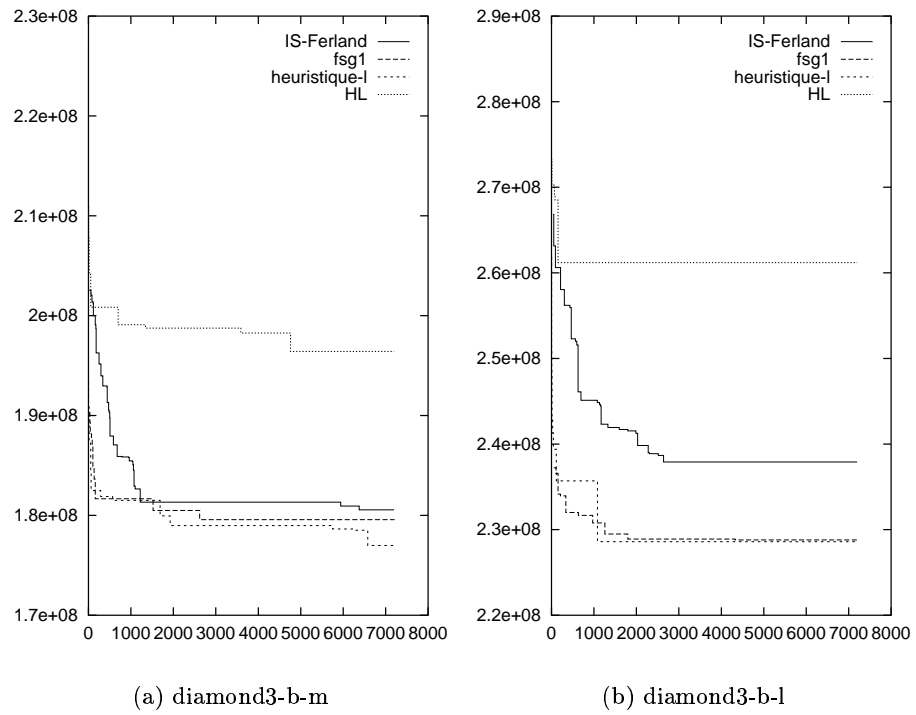 2.3e+08
2.2e+08
2.1e+08
2e+08
1.9e+08
1.8e+08
1.7e+08
0 1000 2000 3000 4000 5000 6000 7000 8000
IS-Ferland
fsg1
heuristique-l
HL
(a) diamond3-b-m
2.9e+08
2.8e+08
2.7e+08
2.6e+08
2.5e+08
2.4e+08
2.3e+08
2.2e+08
0 1000 2000 3000 4000 5000 6000 7000 8000
IS-Ferland
fsg1
heuristique-l
HL
(b) diamond3-b-l